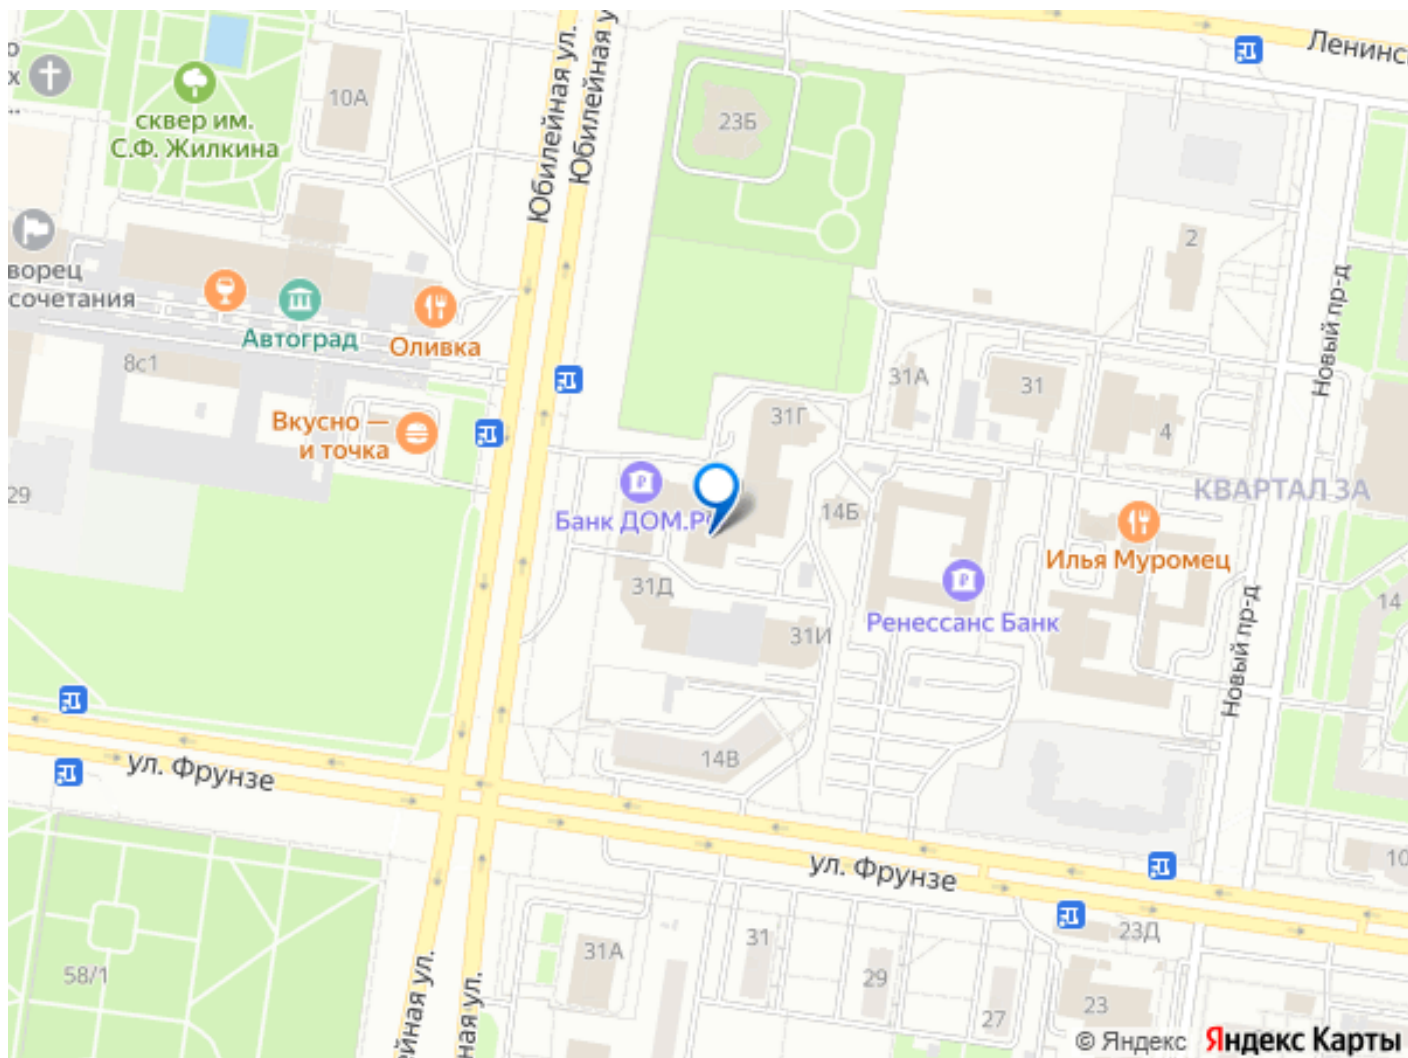 Ленинс
Юбилейная ул.
Юбилейная у
о
х
..
10А
сквер им.
С.Ф. Жилкина
23Б
2
Новый пр-д
ворец
сочетания
Автоград
Оливка
8с1
31А
31
31Г
4
Вкусно —
и точка
КВАРТАЛ 3А
29
Банк ДОМ.Р
14Б
Илья Муромец
31Д
Ренессанс Банк
14
31И
Новый пр-д
14В
ул. Фрунзе
ул. Фрунзе
10
31А
31
23Д
58/1
29
ейная ул.
ная ул.
27
23
© Яндекс Яндекс Карты